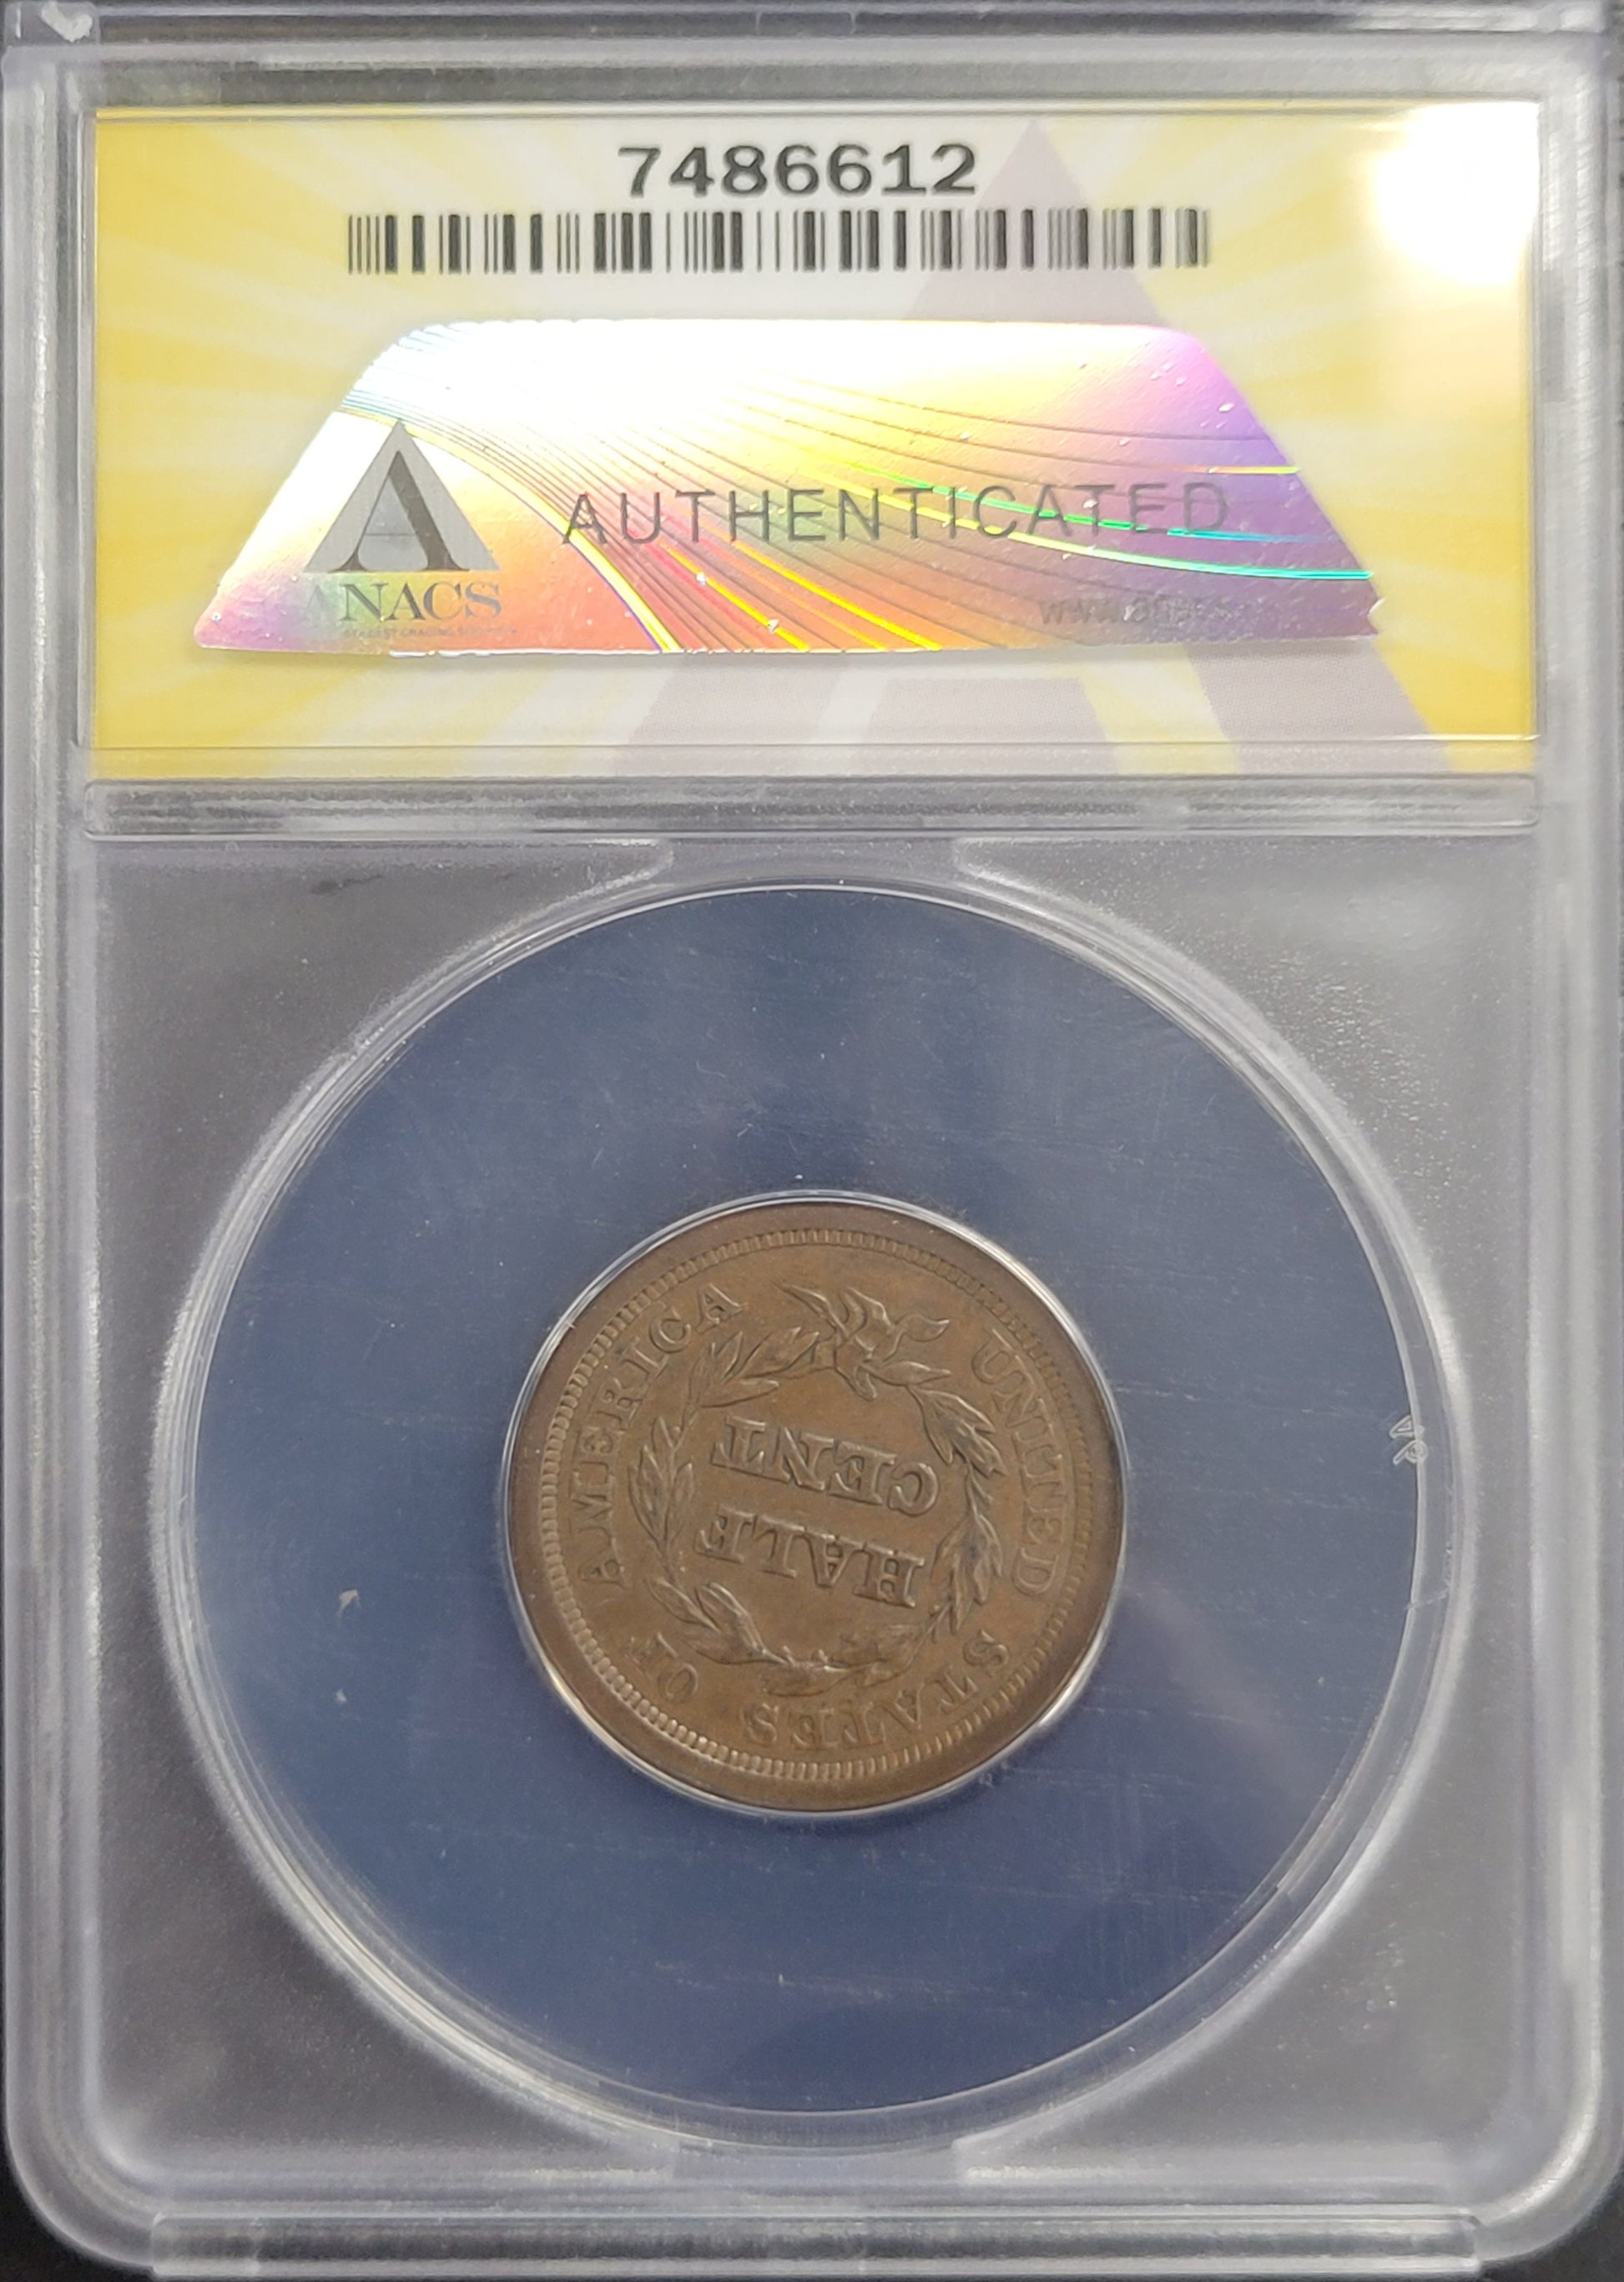 7486612
AUTHENTICATED
ANACS
UNITED STATES OF AMERICA
HALF
CENT